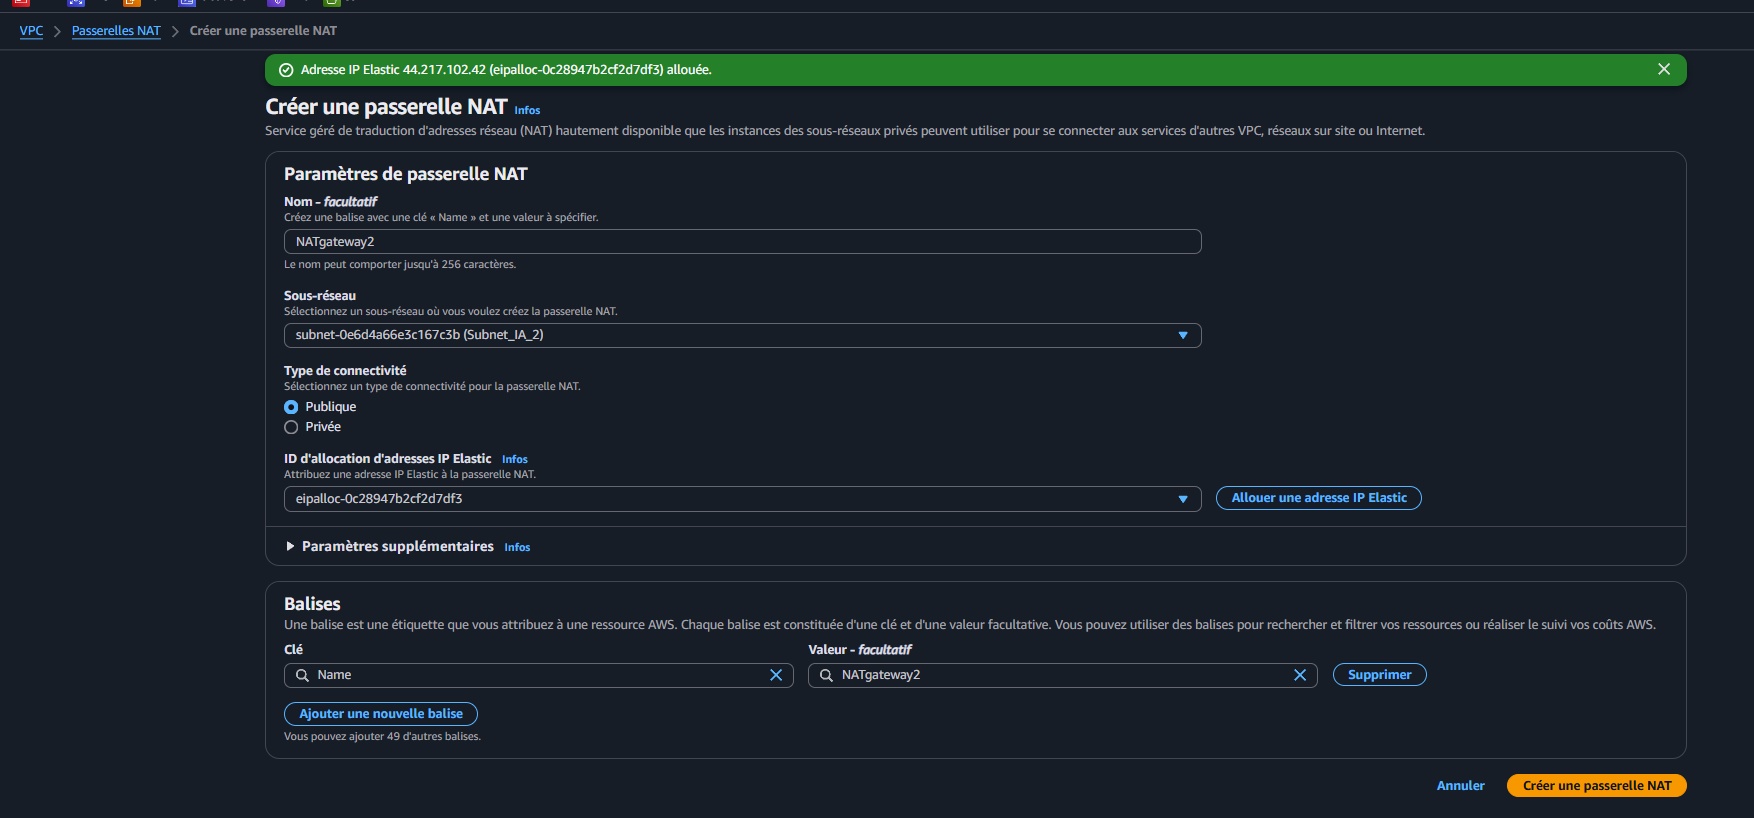 VPC > Passerelles NAT > Créer une passerelle NAT
Adresse IP Elastic 44.217.102.42 (eipalloc-0c28947b2cf2d7df3) allouée.
Créer une passerelle NAT Infos
Service géré de traduction d'adresses réseau (NAT) hautement disponible que les instances des sous-réseaux privés peuvent utiliser pour se connecter aux services d'autres VPC, réseaux sur site ou Internet.
Paramètres de passerelle NAT
Nom - facultatif
Créez une balise avec une clé « Name » et une valeur à spécifier.
NATgateway2
Le nom peut comporter jusqu'à 256 caractères.
Sous-réseau
Sélectionnez un sous-réseau où vous voulez créez la passerelle NAT.
subnet-0e6d4a66e3c167c3b (Subnet_IA_2)
Type de connectivité
Sélectionnez un type de connectivité pour la passerelle NAT.
Publique
Privée
ID d'allocation d'adresses IP Elastic Infos
Attribuez une adresse IP Elastic à la passerelle NAT.
eipalloc-0c28947b2cf2d7df3
Allouer une adresse IP Elastic
Paramètres supplémentaires Infos
Balises
Une balise est une étiquette que vous attribuez à une ressource AWS. Chaque balise est constituée d'une clé et d'une valeur facultative. Vous pouvez utiliser des balises pour rechercher et filtrer vos ressources ou réaliser le suivi vos coûts AWS.
Clé
Valeur - facultatif
Name
NATgateway2
Supprimer
Ajouter une nouvelle balise
Vous pouvez ajouter 49 d'autres balises.
Annuler
Créer une passerelle NAT